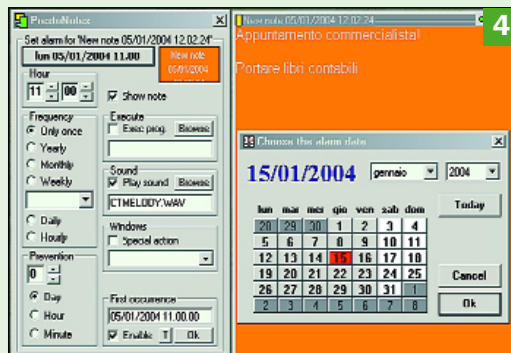 PrestoNotes
Set alarm for 'New note 05/01/2004 12.02.24"
lun 05/01/2004 11.00
New note
05/01/2004
Hour
11 : 00
Show note
Frequency
Only once
Yearly
Monthly
Weekly
Daily
Hourly
Prevention
0
Day
Hour
Minute
Execute
Exec prog.
Browse
Sound
Play sound
Browse
CTMELODY.WAV
Windows
Special action
First occurrence
05/01/2004 11.00.00
Enable
T
Ok
New note 05/01/2004 12.02.24
4
Appuntamento commercialista!
Portare libri contabili
Choose the alarm date
15/01/2004
gennaio
2004
lun mar mer gio ven sab dom
28 29 30 1 2 3 4
5 6 7 8 9 10 11
12 13 14 15 16 17 18
19 20 21 22 23 24 25
26 27 28 29 30 31 1
2 3 4 5 6 7 8
Today
Cancel
Ok